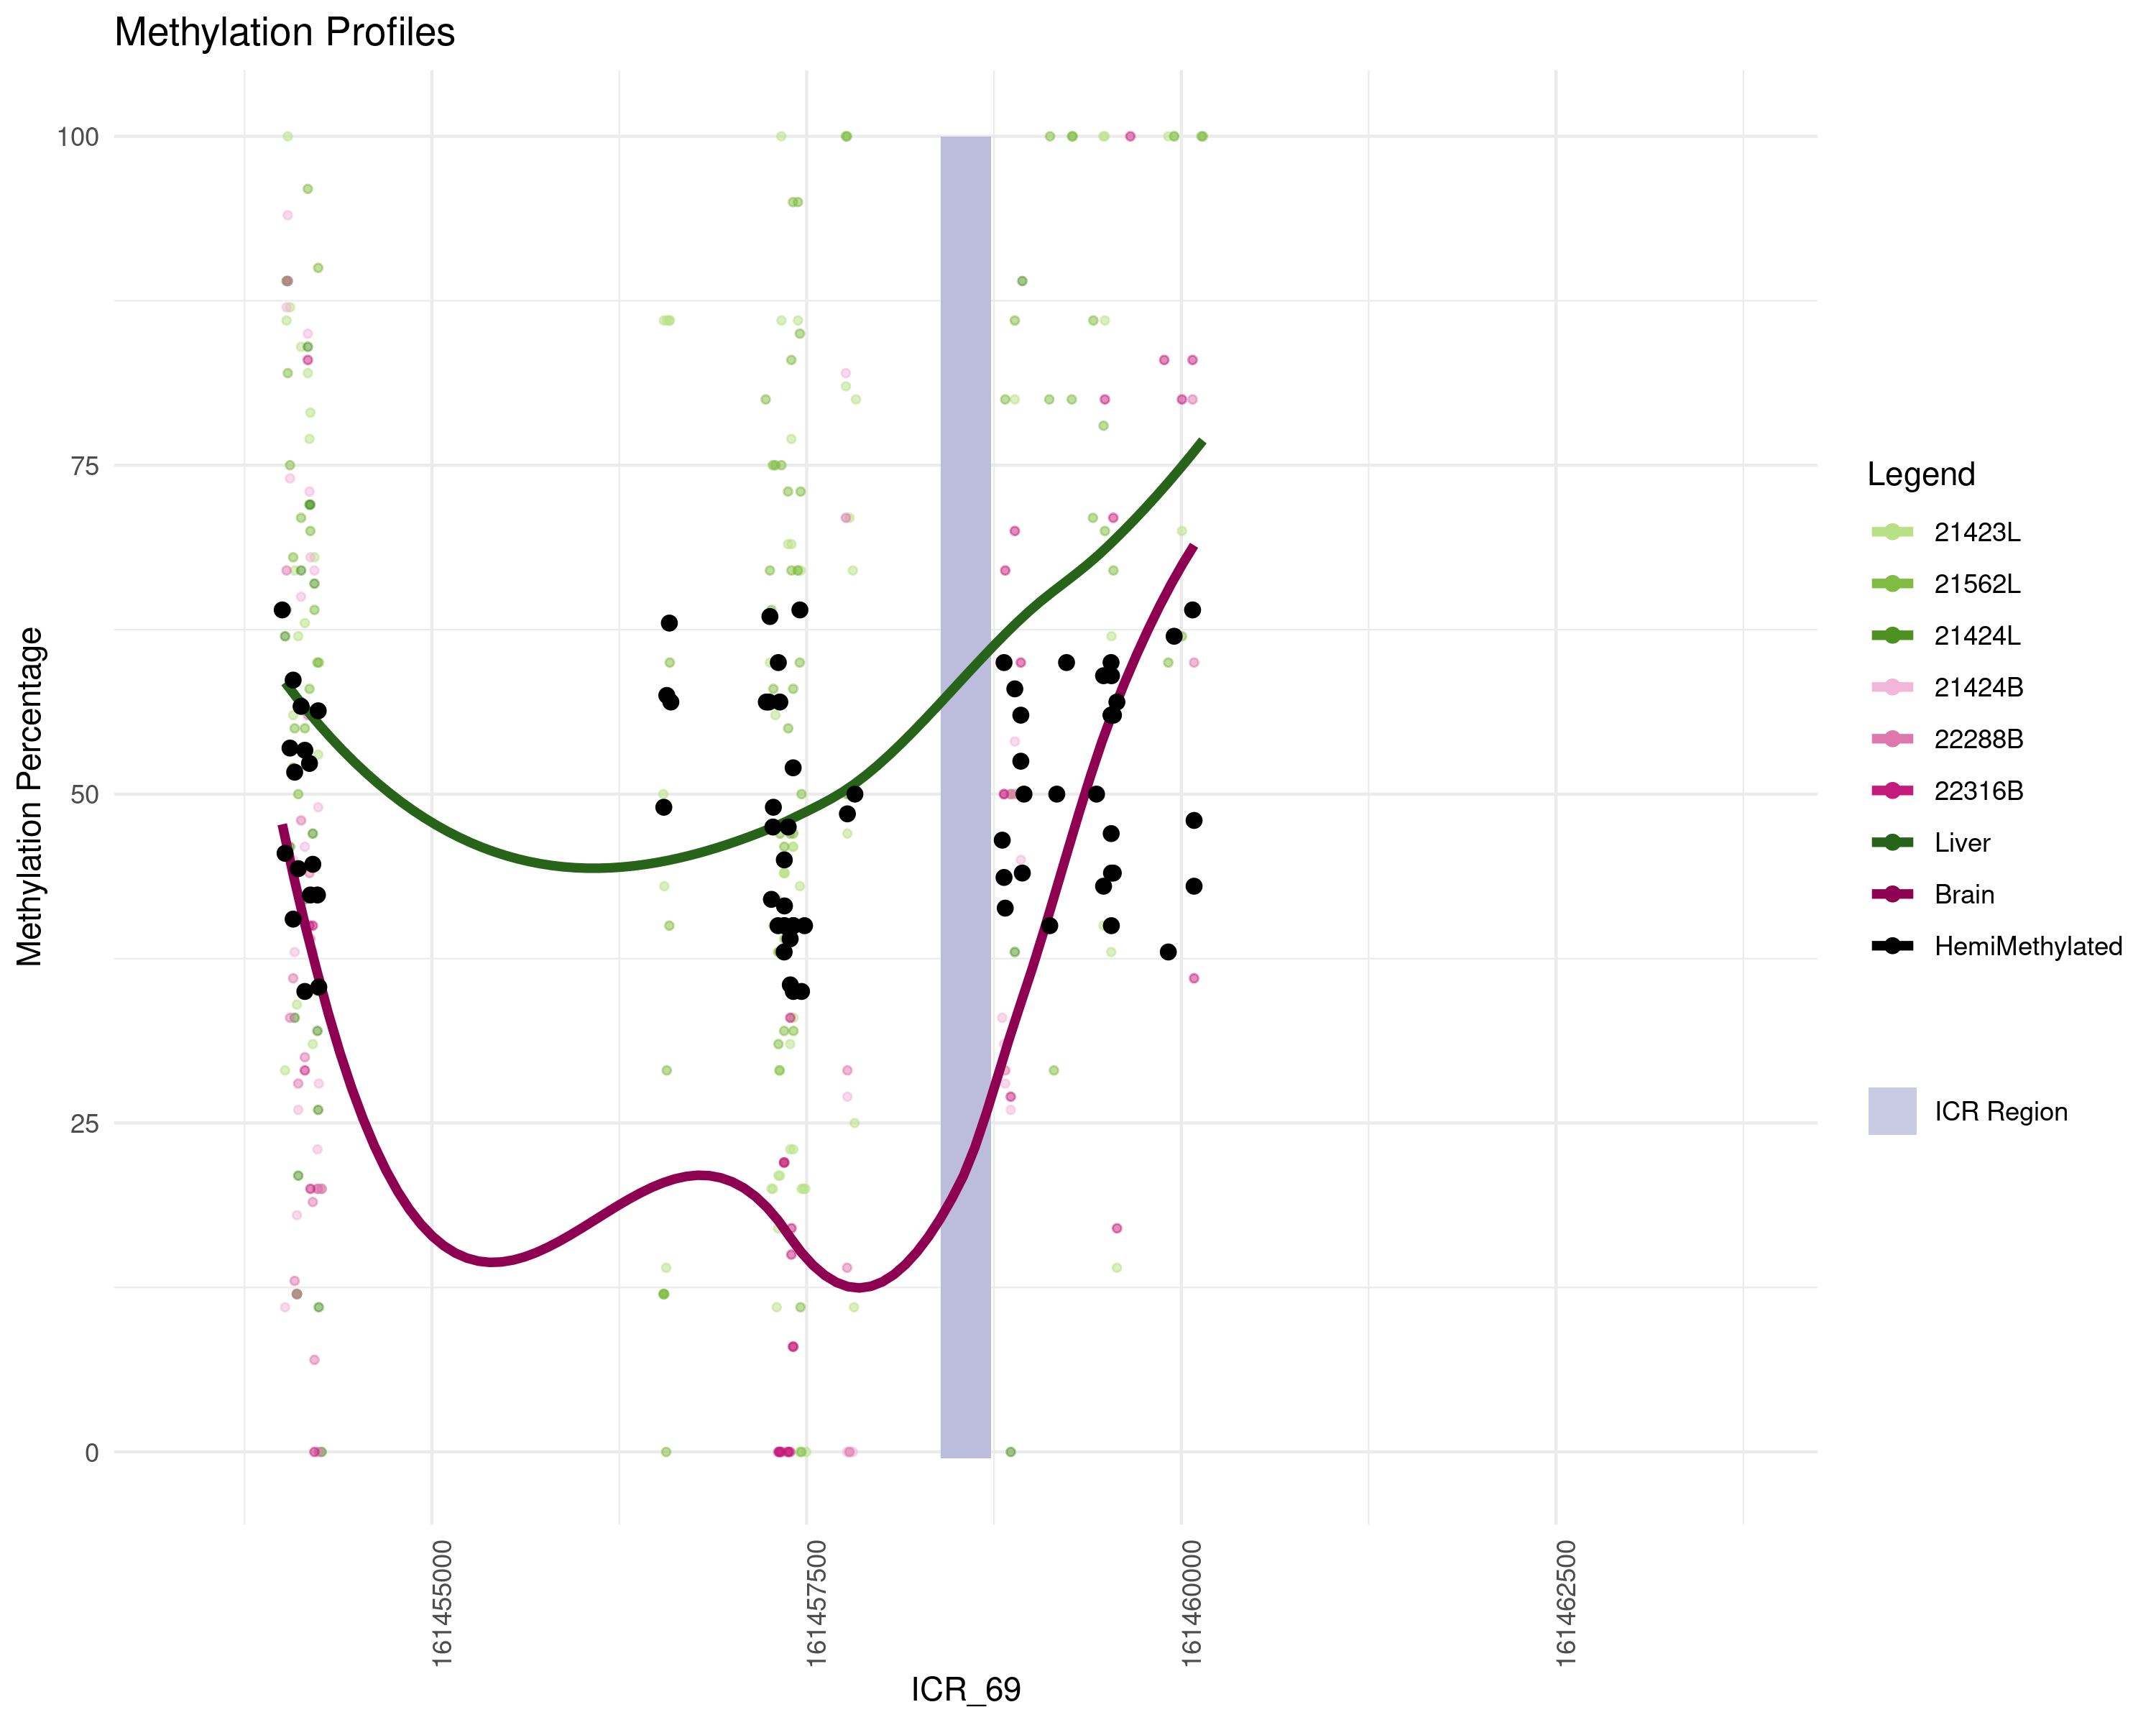 Methylation Profiles
100
75
50
25
0
Methylation Percentage
161455000
161457500
161460000
161462500
ICR_69
Legend
21423L
21562L
21424L
21424B
22288B
22316B
Liver
Brain
HemiMethylated
ICR Region